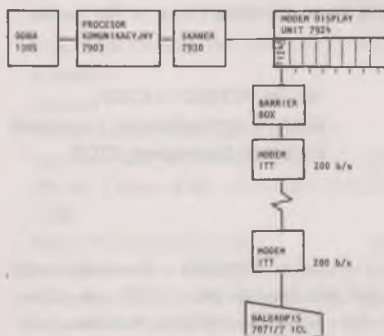 ODRA
1305
PROCESOR
KOMUNIKACYJNY
7903
SKANER
7930
MODEM DISPLAY
UNIT 7924
BARRIER
BOX
MODEM
ITT
200 b/s
MODEM
ITT
200 b/s
DALEKOPIS
7071/2 ICL